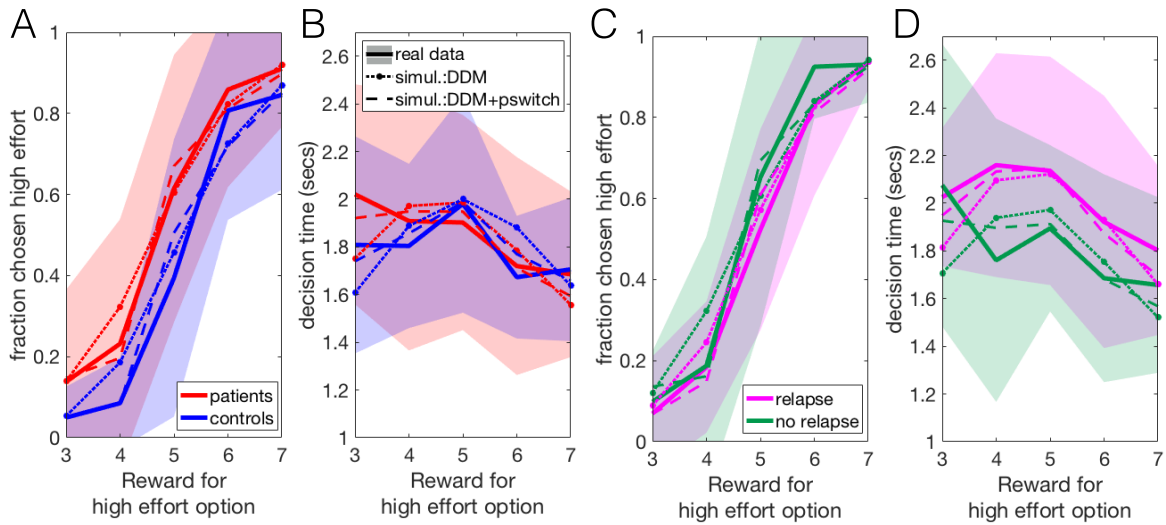 A
B
C
D
fraction chosen high effort
1
0.8
0.6
0.4
0.2
0
3
4
5
6
7
Reward for
high effort option
patients
controls
decision time (secs)
2.6
2.4
2.2
2
1.8
1.6
1.4
1.2
1
3
4
5
6
7
Reward for
high effort option
real data
simul.:DDM
simul.:DDM+pswitch
fraction chosen high effort
1
0.8
0.6
0.4
0.2
0
3
4
5
6
7
Reward for
high effort option
relapse
no relapse
decision time (secs)
2.6
2.4
2.2
2
1.8
1.6
1.4
1.2
1
3
4
5
6
7
Reward for
high effort option